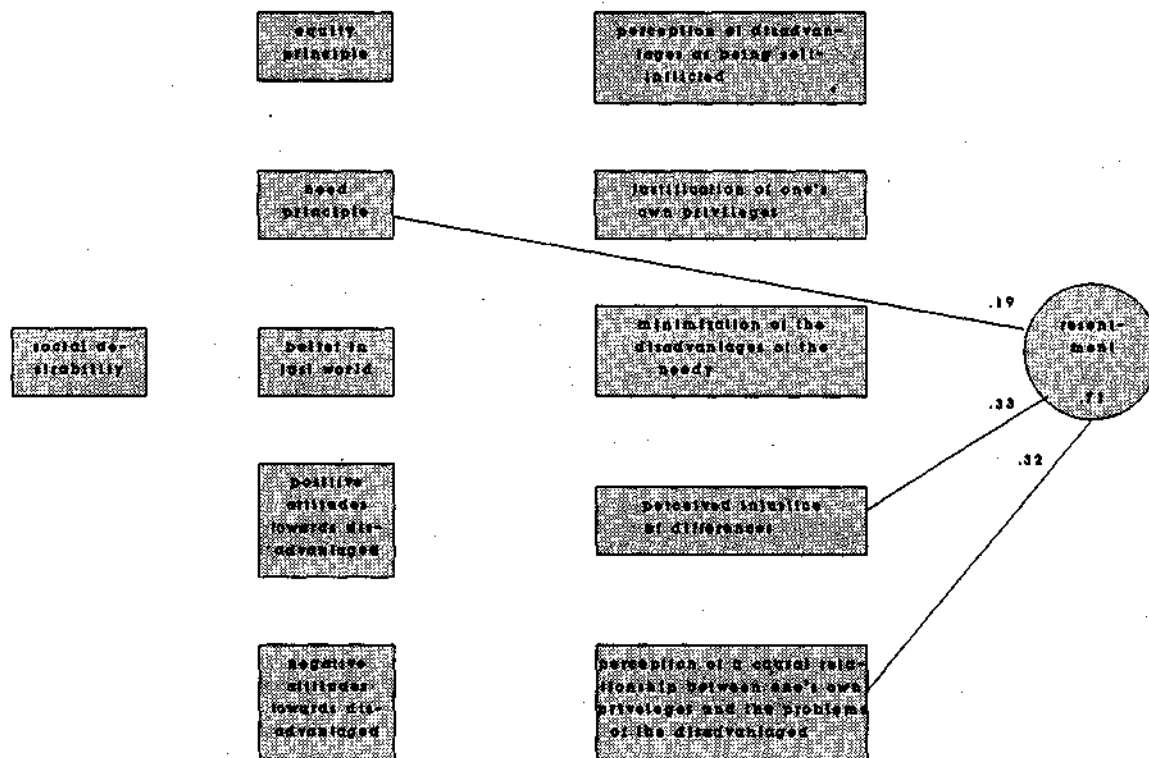 equity
principle
perception of disadvan-
tages as being self-
inflicted
need
principle
justification of one's
own privileges
.19
social de-
sirability
belief in
just world
minimization of the
disadvantages of the
needy
resent-
ment
.71
.33
.32
positive
attitudes
towards dis-
advantaged
perceived injustice
of differences
negative
attitudes
towards dis-
advantaged
perception of a causal rela-
tionship between one's own
priveleges and the problems
of the disadvantaged